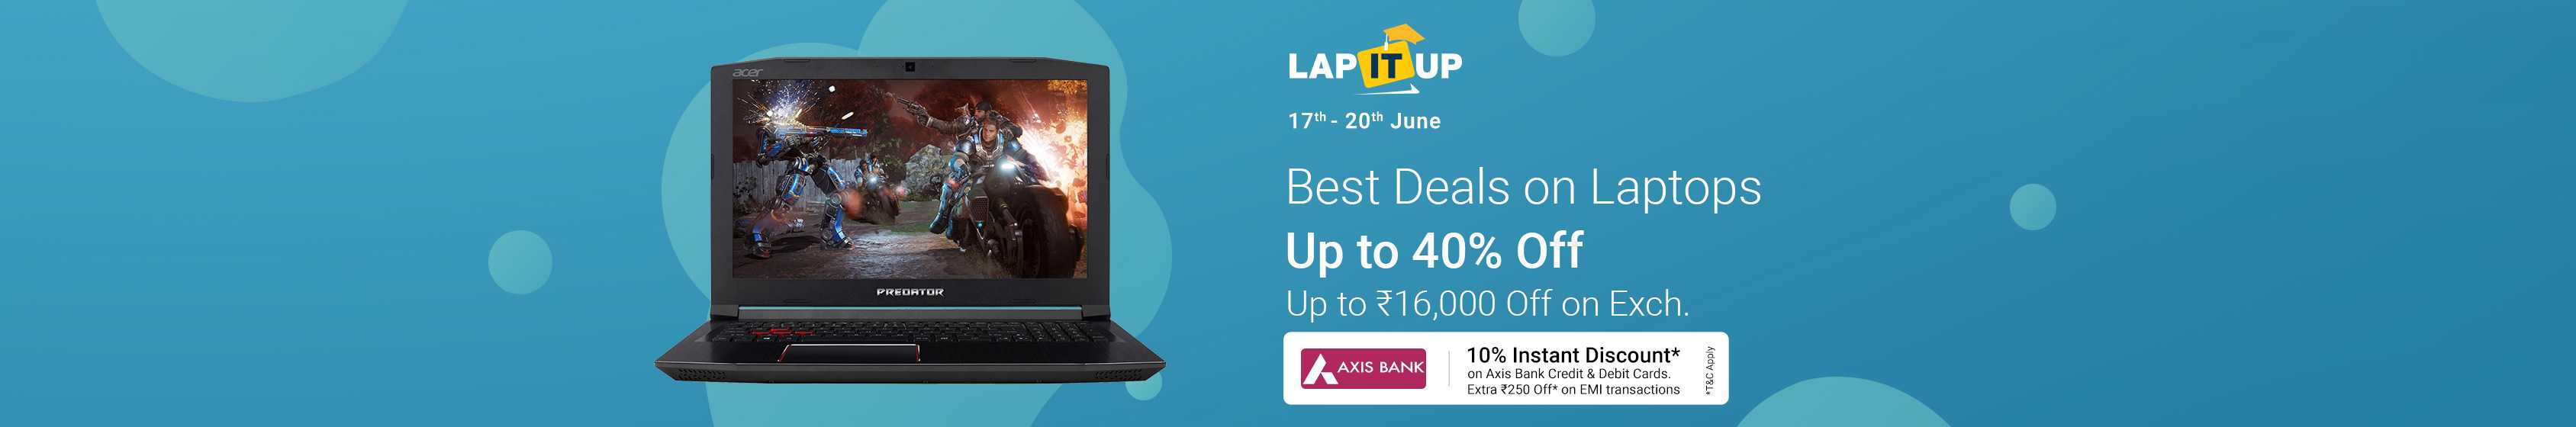 acer
PREDATOR
LAP IT UP
17th - 20th June
Best Deals on Laptops
Up to 40% Off
Up to ₹16,000 Off on Exch.
AXIS BANK
10% Instant Discount*
on Axis Bank Credit & Debit Cards.
Extra ₹250 Off* on EMI transactions
*T&C Apply